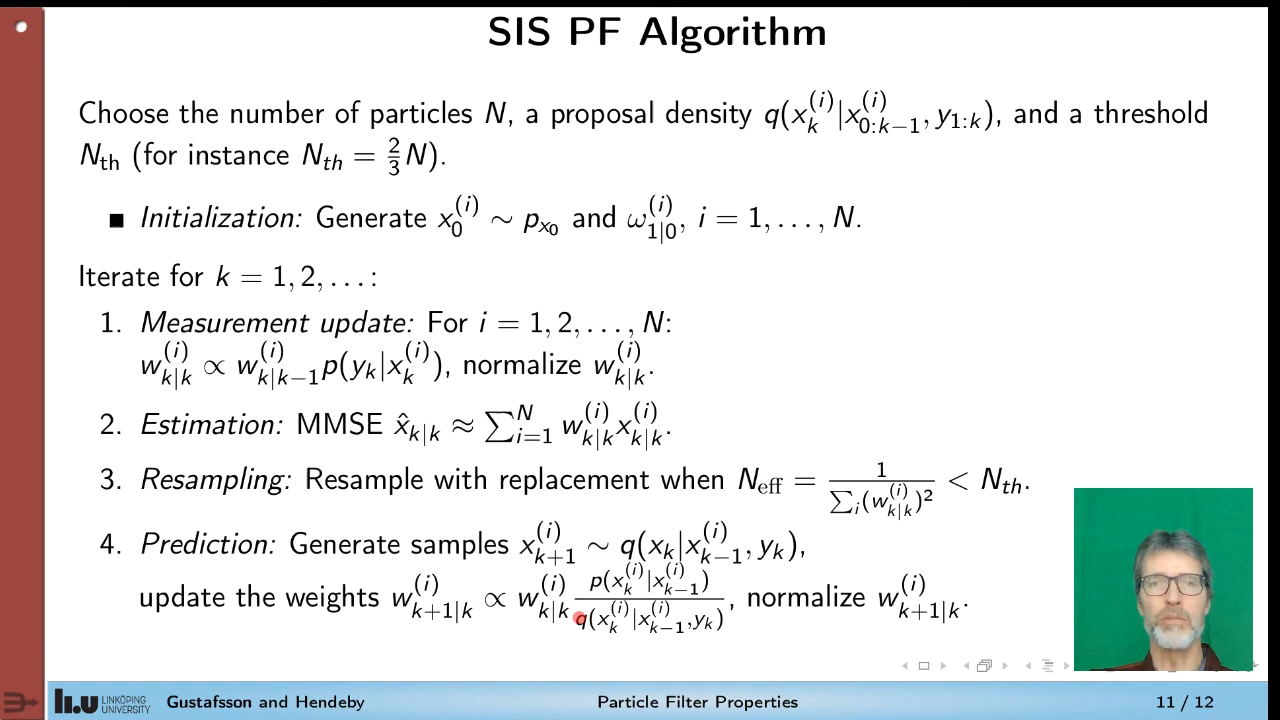 SIS PF Algorithm
Choose the number of particles N, a proposal density q(x_k^{(i)}|x_{0:k−1}^{(i)}, y_{1:k}), and a threshold
N_th (for instance N_{th} = 2/3 N).
■ Initialization: Generate x_0^{(i)} ∼ p_{x_0} and ω_{1|0}^{(i)}, i = 1, . . . , N.
Iterate for k = 1, 2, . . . :
1. Measurement update: For i = 1, 2, . . . , N:
w_{k|k}^{(i)} ∝ w_{k|k−1}^{(i)} p(y_k|x_k^{(i)}), normalize w_{k|k}^{(i)}.
2. Estimation: MMSE x̂_{k|k} ≈ ∑_{i=1}^{N} w_{k|k}^{(i)} x_{k|k}^{(i)}.
3. Resampling: Resample with replacement when N_eff = 1 / ∑_i (w_{k|k}^{(i)})^2 < N_{th}.
4. Prediction: Generate samples x_{k+1}^{(i)} ∼ q(x_k|x_{k−1}^{(i)}, y_k),
update the weights w_{k+1|k}^{(i)} ∝ w_{k|k}^{(i)} p(x_k^{(i)}|x_{k−1}^{(i)}) / q(x_k^{(i)}|x_{k−1}^{(i)}, y_k), normalize w_{k+1|k}^{(i)}.
LI.U LINKÖPING UNIVERSITY
Gustafsson and Hendeby
Particle Filter Properties
11 / 12